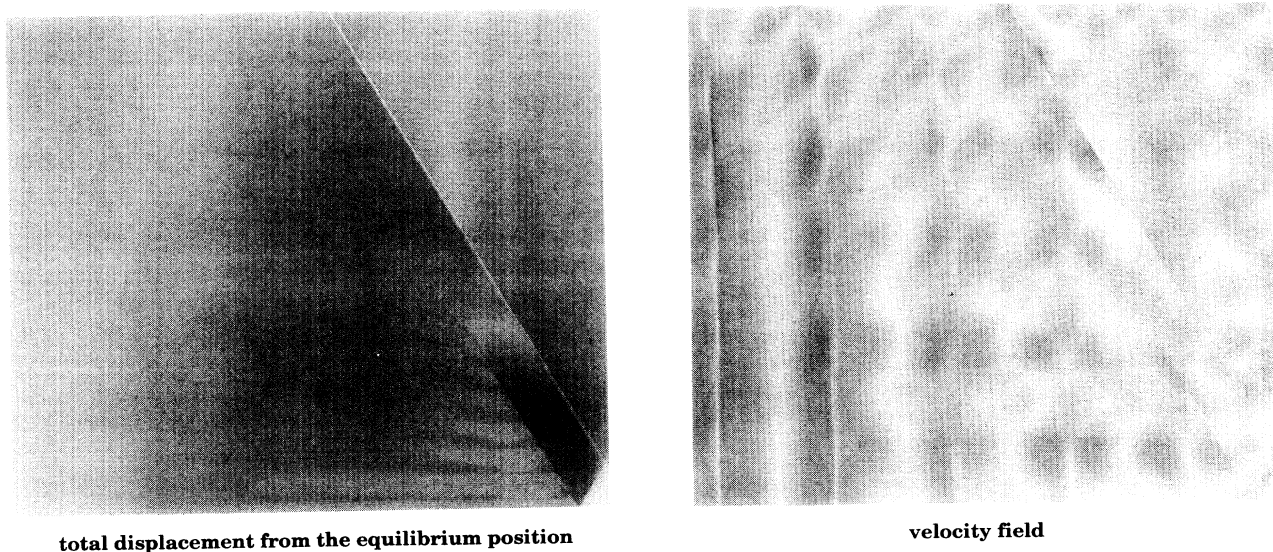 total displacement from the equilibrium position
velocity field